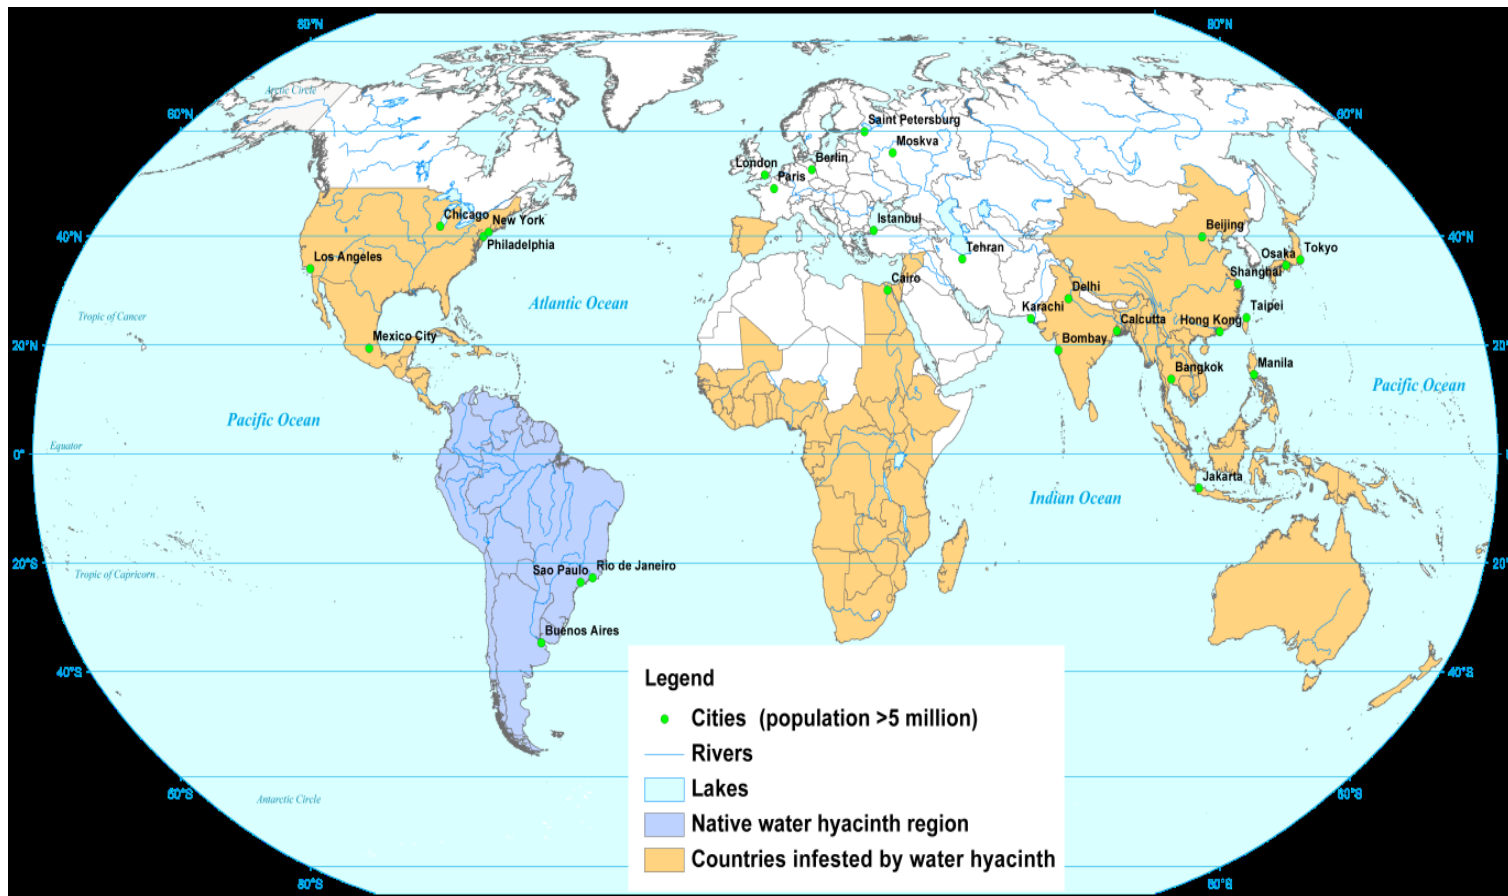 80°N
80°N
Arctic Circle
60°N
60°N
Saint Petersburg
Moskva
London
Berlin
Paris
Chicago
New York
Istanbul
Beijing
40°N
Philadelphia
40°N
Los Angeles
Tehran
Osaka
Tokyo
Shanghai
Cairo
Delhi
Atlantic Ocean
Karachi
Taipei
Tropic of Cancer
Calcutta
Hong Kong
Mexico City
Bombay
20°N
20
Manila
Bangkok
Pacific Ocean
Pacific Ocean
Equator
0°
Jakarta
Indian Ocean
20°S
20
Tropic of Capricorn
Sao Paulo
Rio de Janeiro
Buenos Aires
40°S
40°S
Legend
Cities (population >5 million)
Rivers
Lakes
Native water hyacinth region
Countries infested by water hyacinth
60°S
60°S
Antarctic Circle
80°S
80°S